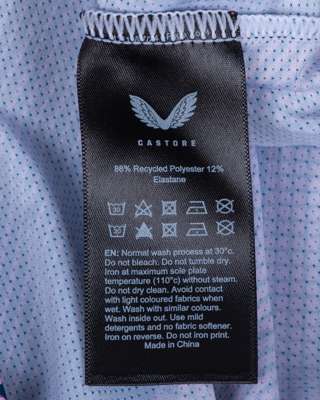 CASTORE
88% Recycled Polyester 12%
Elastane
30
30
EN: Normal wash process at 30°c.
Do not bleach. Do not tumble dry.
Iron at maximum sole plate
temperature (110°c) without steam.
Do not dry clean. Avoid contact
with light coloured fabrics when
wet. Wash with similar colours.
Wash inside out. Use mild
detergents and no fabric softener.
Iron on reverse. Do not iron print.
Made in China